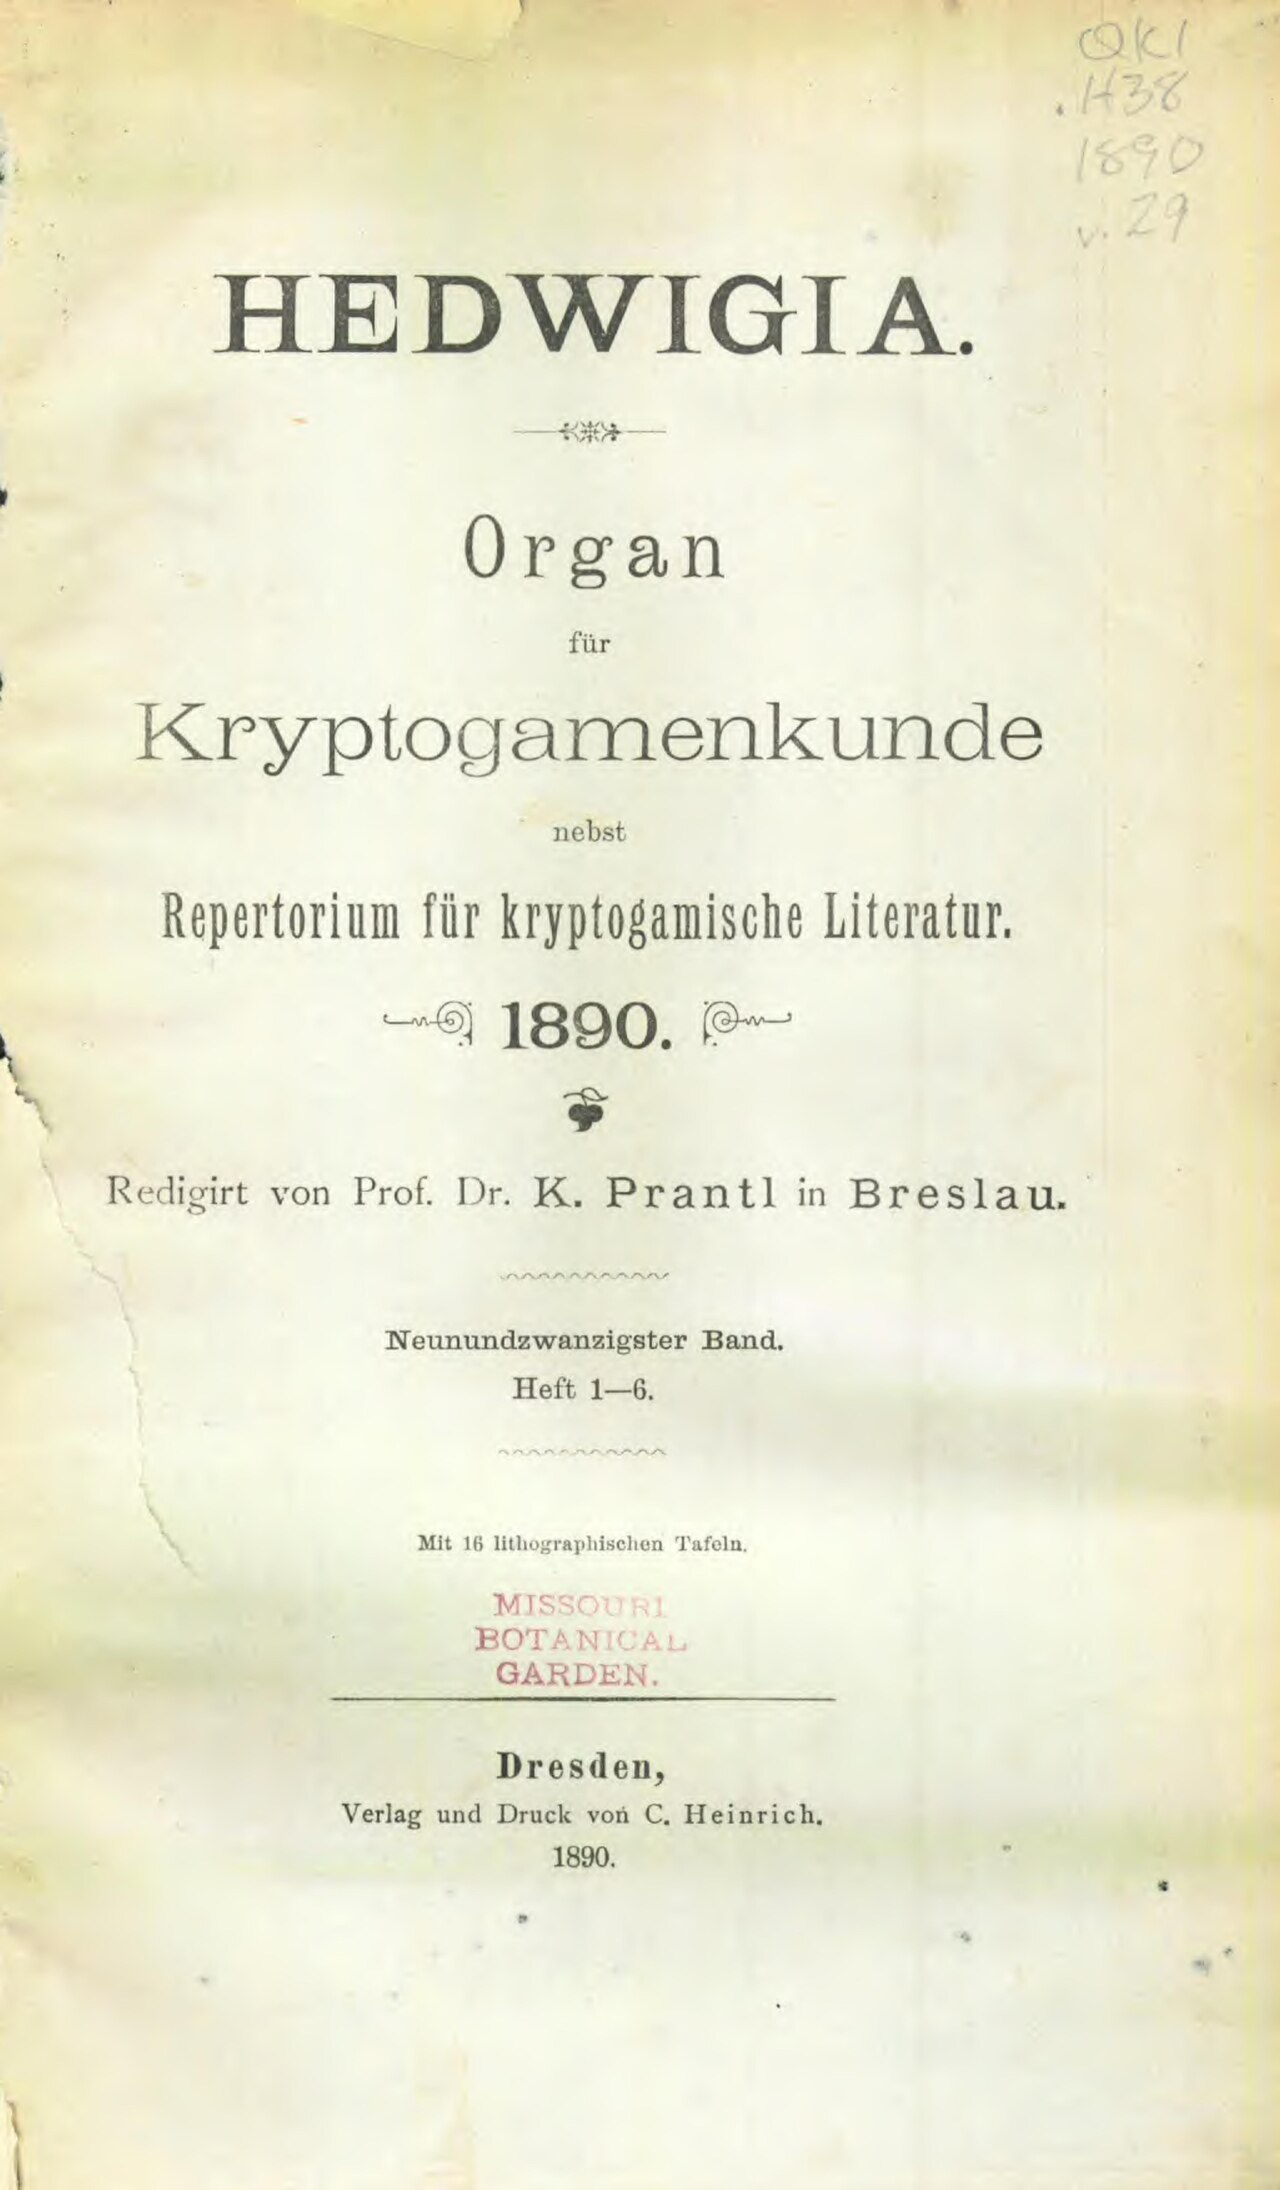 QK1
.H38
1890
v. 29
HEDWIGIA.
Organ
für
Kryptogamenkunde
nebst
Repertorium für kryptogamische Literatur.
1890.
Redigirt von Prof. Dr. K. Prantl in Breslau.
Neunundzwanzigster Band.
Heft 1—6.
Mit 16 lithographischen Tafeln.
MISSOURI
BOTANICAL
GARDEN.
Dresden,
Verlag und Druck von C. Heinrich.
1890.